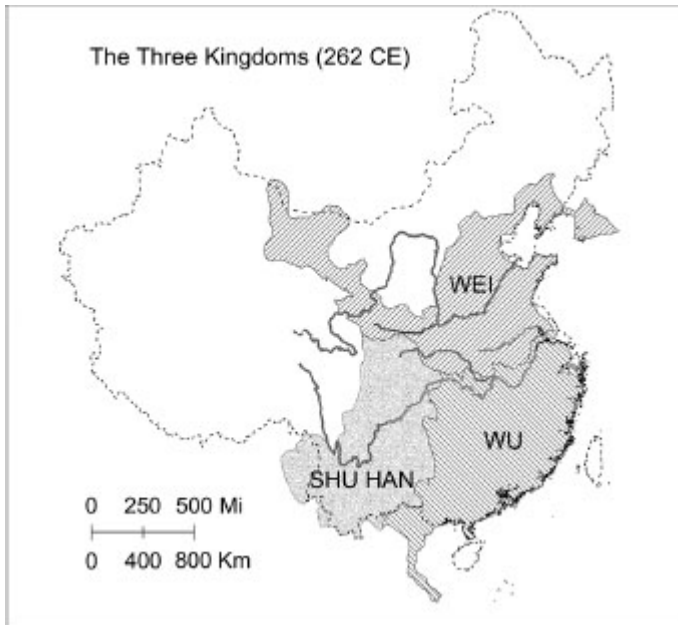 The Three Kingdoms (262 CE)
WEI
WU
SHU HAN
0 250 500 Mi
0 400 800 Km